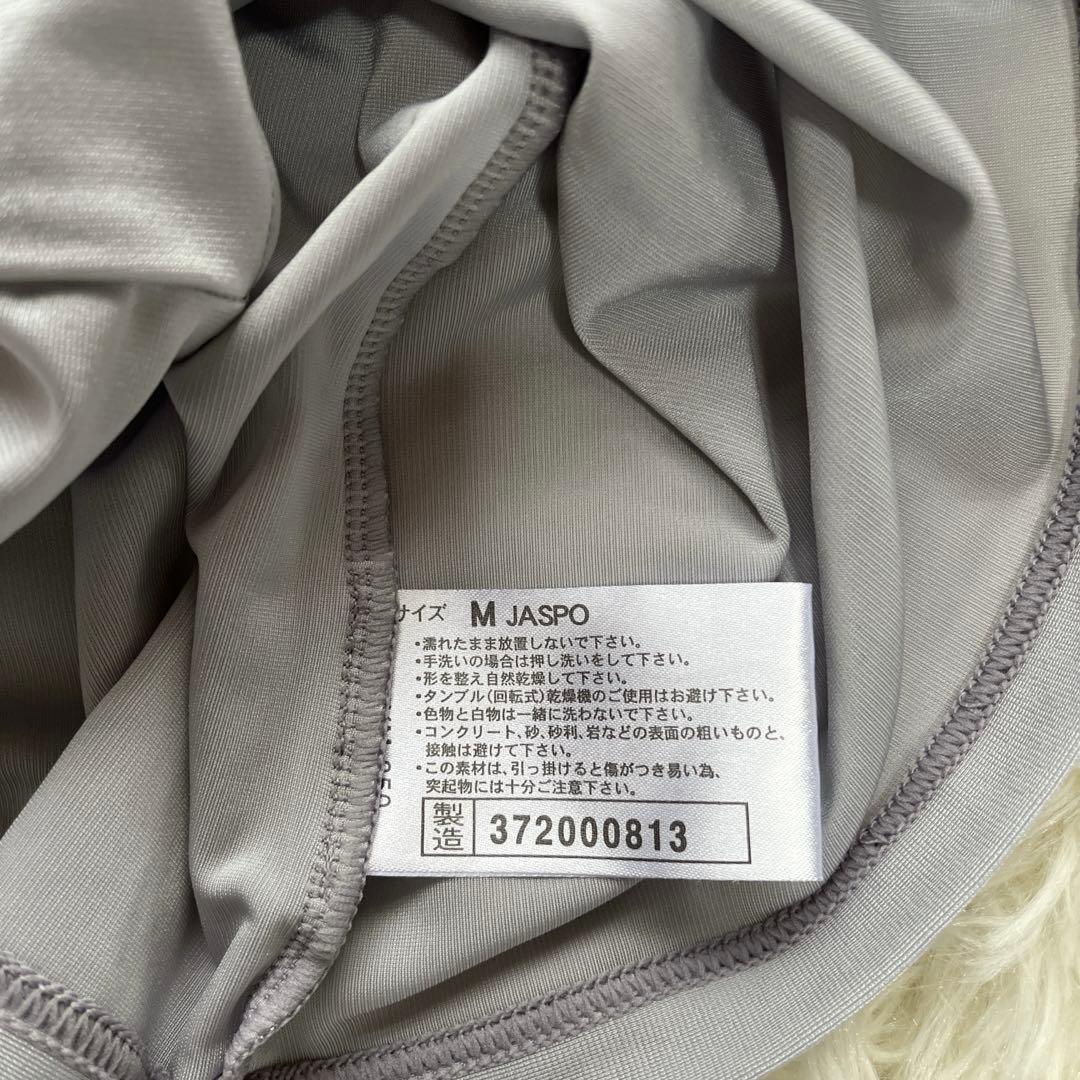 サイズ M JASPO
・濡れたまま放置しないで下さい。
・手洗いの場合は押し洗いをして下さい。
・形を整え自然乾燥して下さい。
・タンブル(回転式)乾燥機のご使用はお避け下さい。
・色物と白物は一緒に洗わないで下さい。
・コンクリート、砂、砂利、岩などの表面の粗いものと、
接触は避けて下さい。
・この素材は、引っ掛けると傷がつき易い為、
突起物には十分ご注意下さい。
製造 372000813